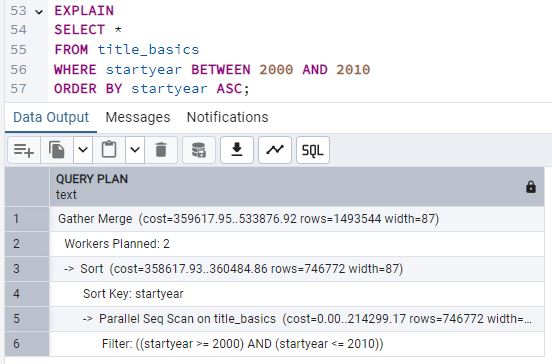 53 EXPLAIN
54 SELECT *
55 FROM title_basics
56 WHERE startyear BETWEEN 2000 AND 2010
57 ORDER BY startyear ASC;
Data Output Messages Notifications
SQL
QUERY PLAN
text
1 Gather Merge (cost=359617.95..533876.92 rows=1493544 width=87)
2 Workers Planned: 2
3 -> Sort (cost=358617.93..360484.86 rows=746772 width=87)
4 Sort Key: startyear
5 -> Parallel Seq Scan on title_basics (cost=0.00..214299.17 rows=746772 width=...
6 Filter: ((startyear >= 2000) AND (startyear <= 2010))